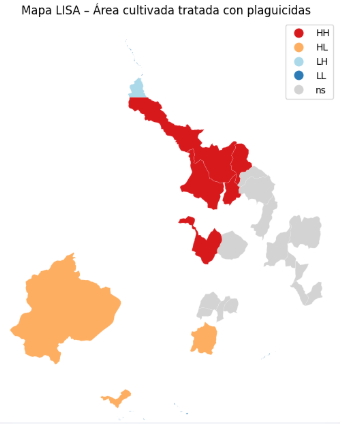 Mapa LISA – Área cultivada tratada con plaguicidas
HH
HL
LH
LL
ns